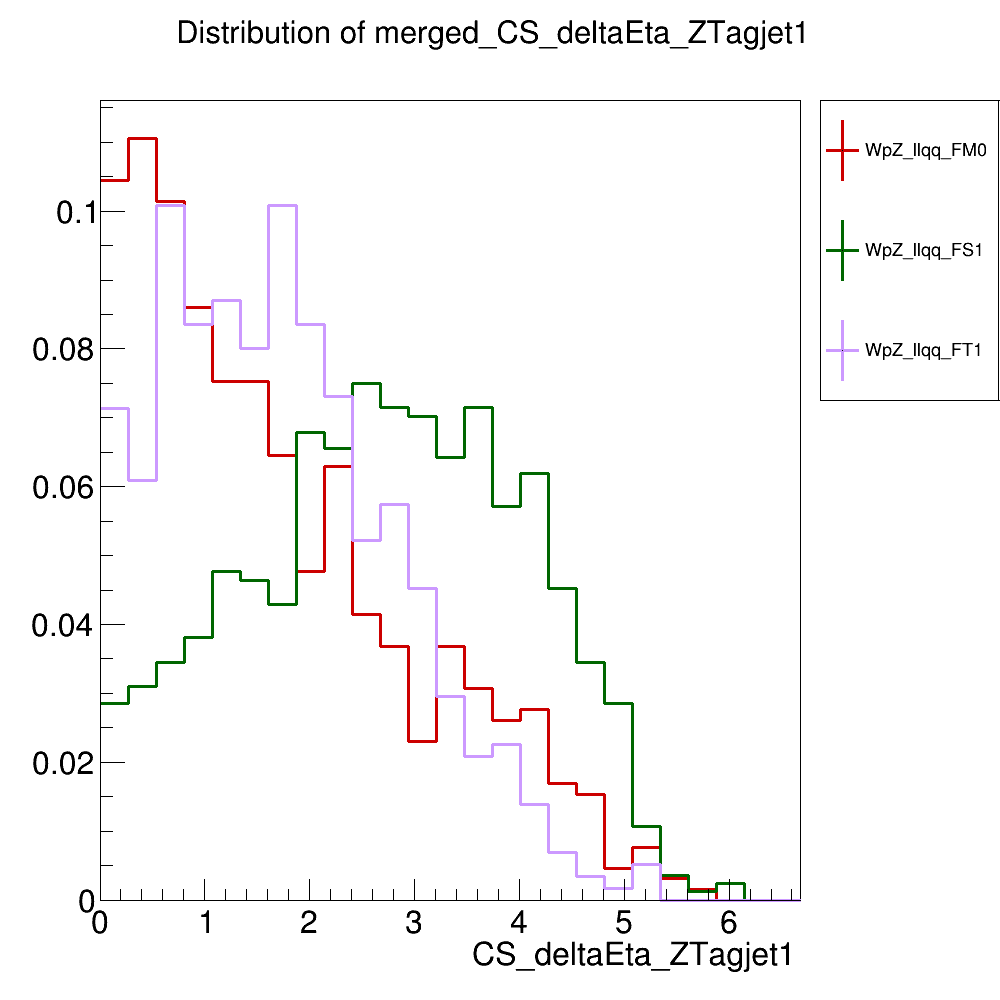 Distribution of merged_CS_deltaEta_ZTagjet1
WpZ_llqq_FM0
WpZ_llqq_FS1
WpZ_llqq_FT1
0.1
0.08
0.06
0.04
0.02
0
0 1 2 3 4 5 6
CS_deltaEta_ZTagjet1